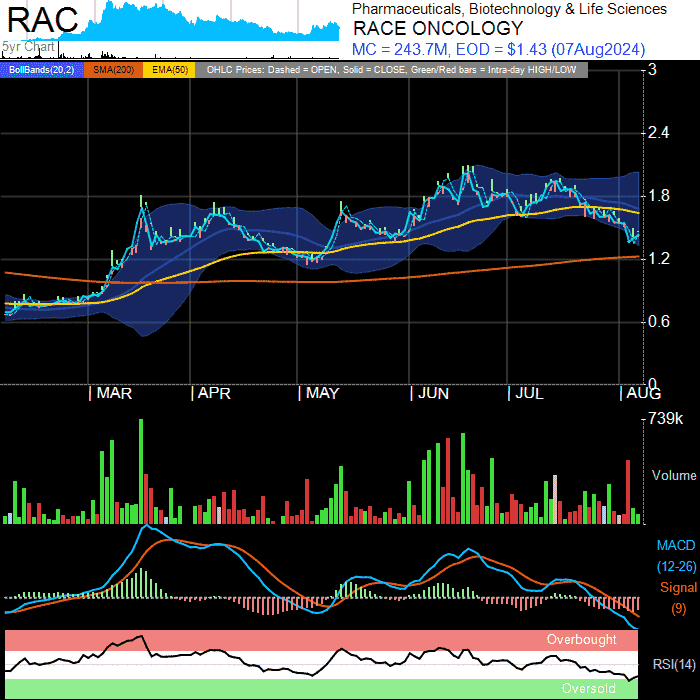 RAC
Pharmaceuticals, Biotechnology & Life Sciences
RACE ONCOLOGY
MC = 243.7M, EOD = $1.43 (07Aug2024)
5yr Chart
BollBands(20,2) SMA(200) EMA(50) OHLC Prices: Dashed = OPEN, Solid = CLOSE, Green/Red bars = Intra-day HIGH/LOW
3
2.4
1.8
1.2
0.6
0
MAR APR MAY JUN JUL AUG
739k
Volume
MACD
(12-26)
Signal
(9)
Overbought
RSI(14)
Oversold